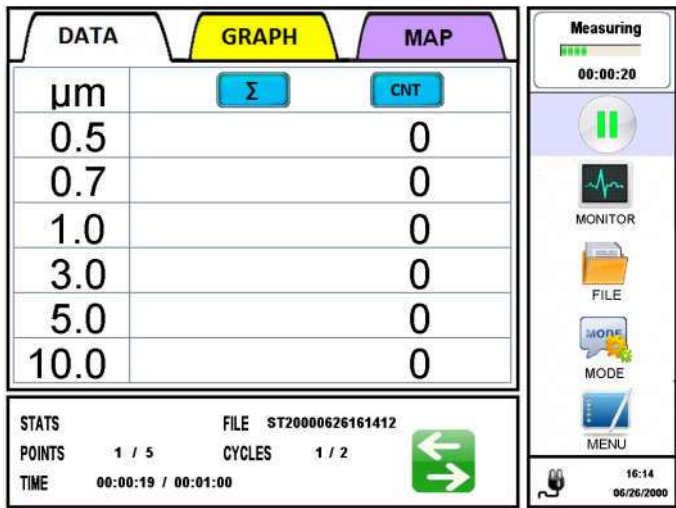 DATA GRAPH MAP
µm Σ CNT
0.5 0
0.7 0
1.0 0
3.0 0
5.0 0
10.0 0
STATS FILE ST20000626161412
POINTS 1 / 5 CYCLES 1 / 2
TIME 00:00:19 / 00:01:00
Measuring
00:00:20
MONITOR
FILE
MODE
MODE
MENU
16:14
06/26/2000